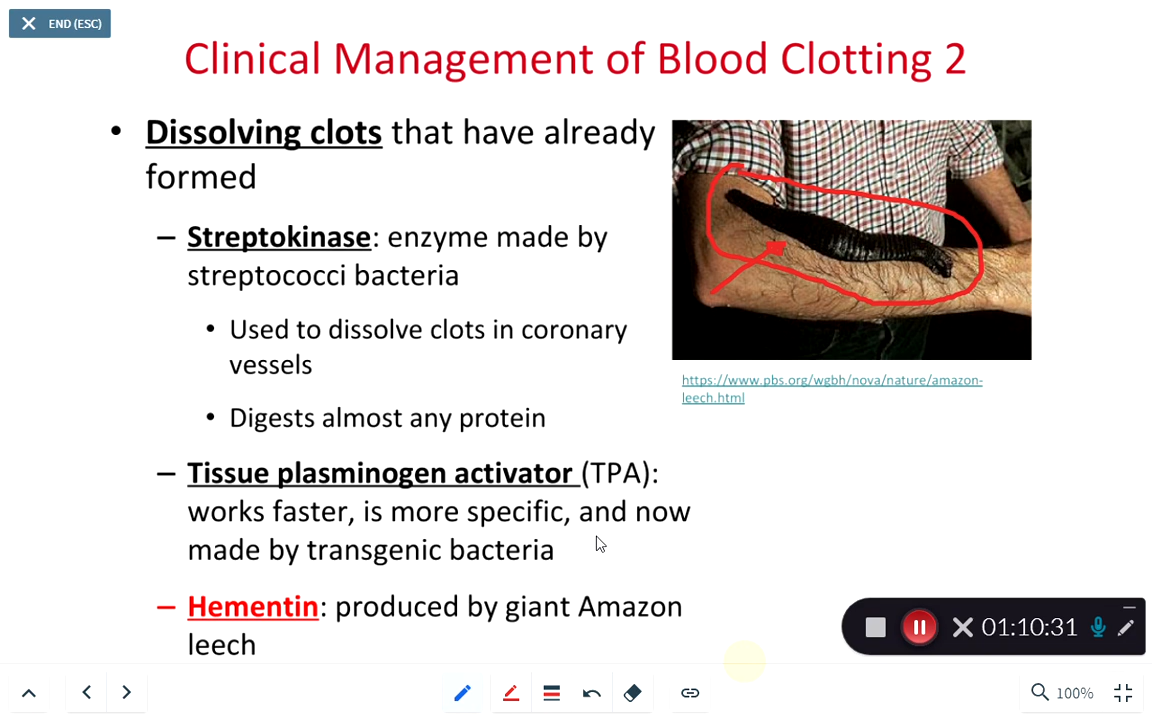 END (ESC)
Clinical Management of Blood Clotting 2
• Dissolving clots that have already
formed
– Streptokinase: enzyme made by
streptococci bacteria
• Used to dissolve clots in coronary
vessels
• Digests almost any protein
– Tissue plasminogen activator (TPA):
works faster, is more specific, and now
made by transgenic bacteria
– Hementin: produced by giant Amazon
leech
https://www.pbs.org/wgbh/nova/nature/amazon-
leech.html
01:10:31
100%